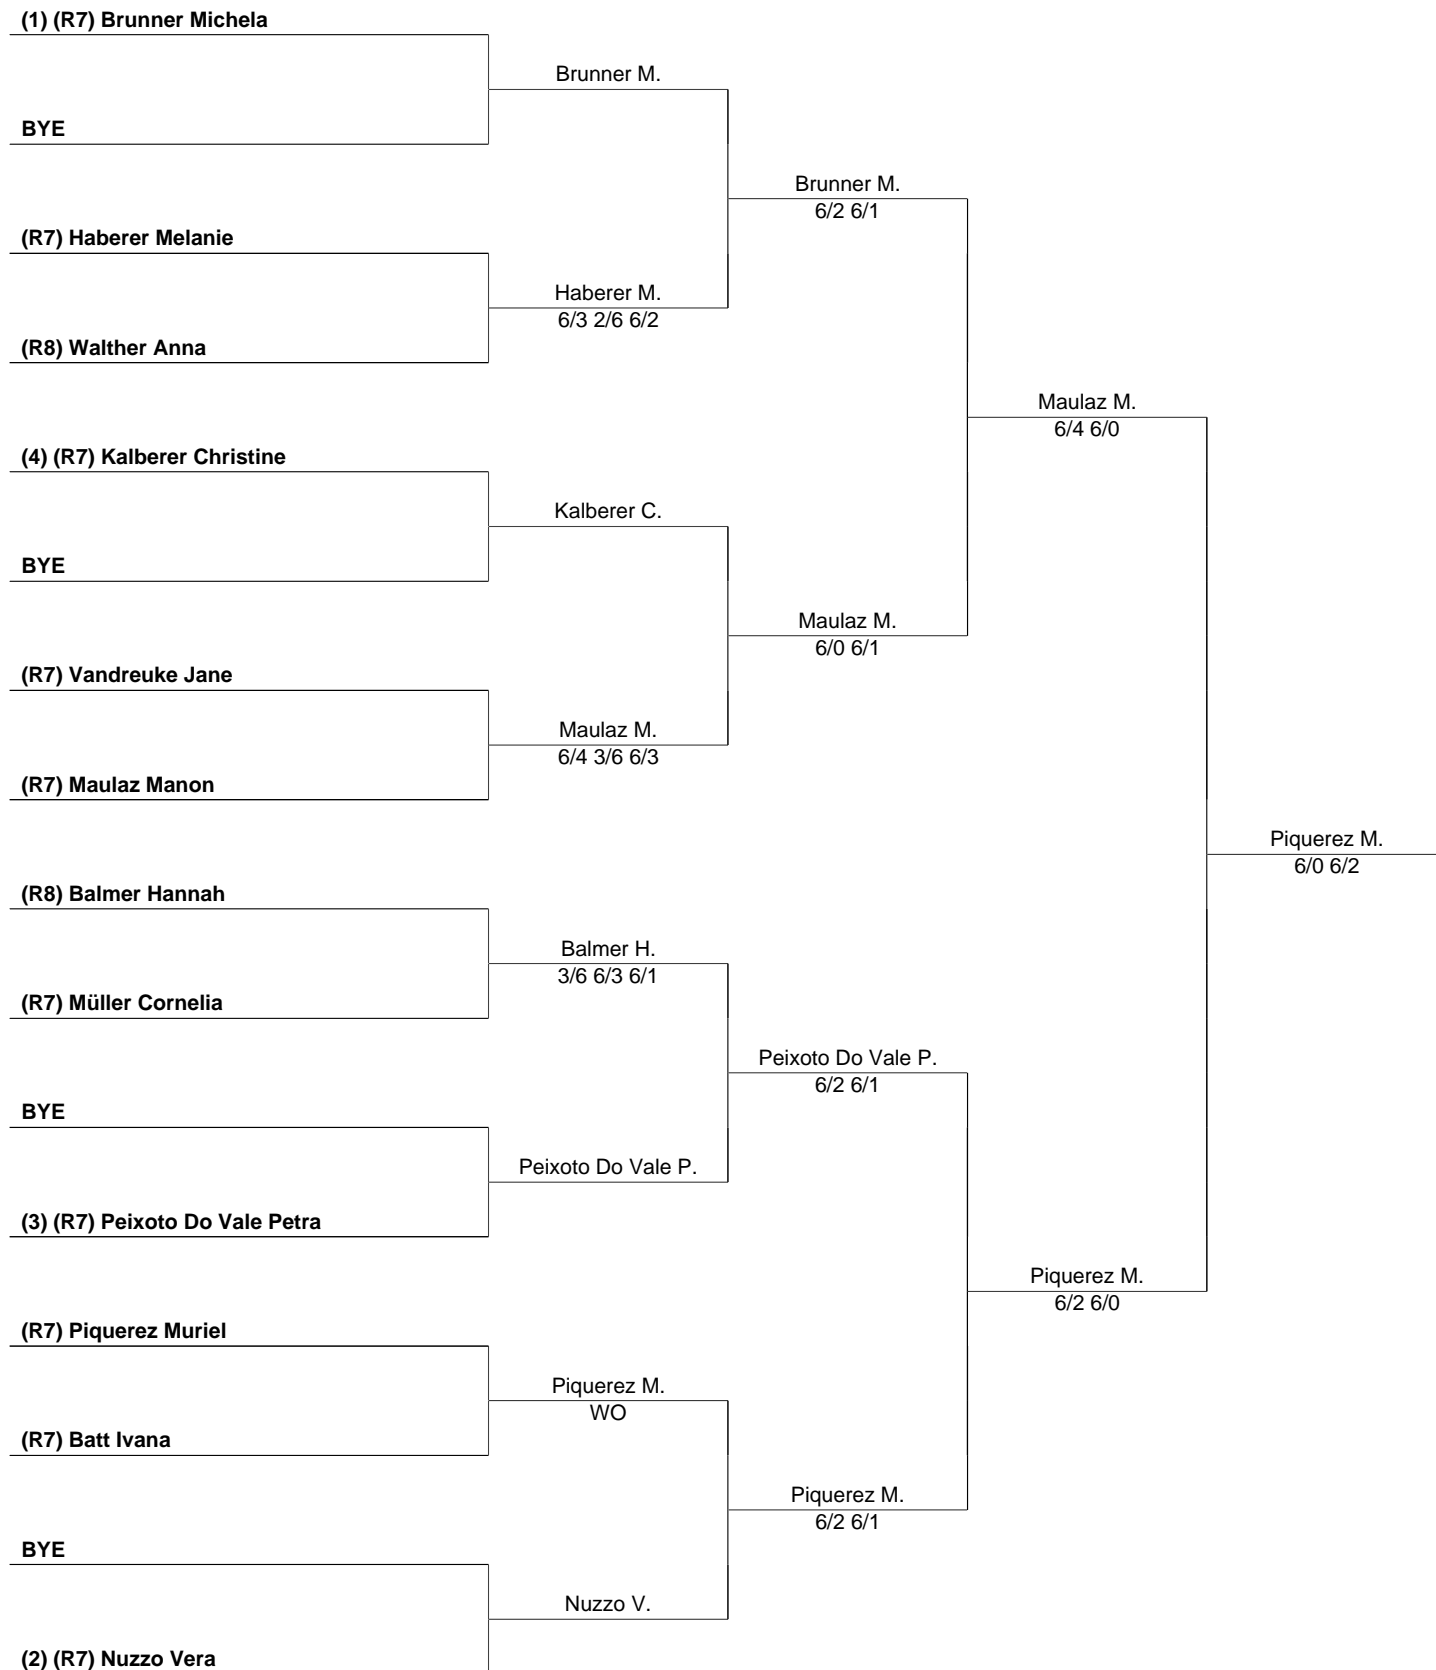 (1) (R7) Brunner Michela
Brunner M.
BYE
Brunner M.
6/2 6/1
(R7) Haberer Melanie
Haberer M.
6/3 2/6 6/2
(R8) Walther Anna
Maulaz M.
6/4 6/0
(4) (R7) Kalberer Christine
Kalberer C.
BYE
Maulaz M.
6/0 6/1
(R7) Vandreuke Jane
Maulaz M.
6/4 3/6 6/3
(R7) Maulaz Manon
Piquerez M.
6/0 6/2
(R8) Balmer Hannah
Balmer H.
3/6 6/3 6/1
(R7) Müller Cornelia
Peixoto Do Vale P.
6/2 6/1
BYE
Peixoto Do Vale P.
(3) (R7) Peixoto Do Vale Petra
Piquerez M.
6/2 6/0
(R7) Piquerez Muriel
Piquerez M.
WO
(R7) Batt Ivana
Piquerez M.
6/2 6/1
BYE
Nuzzo V.
(2) (R7) Nuzzo Vera